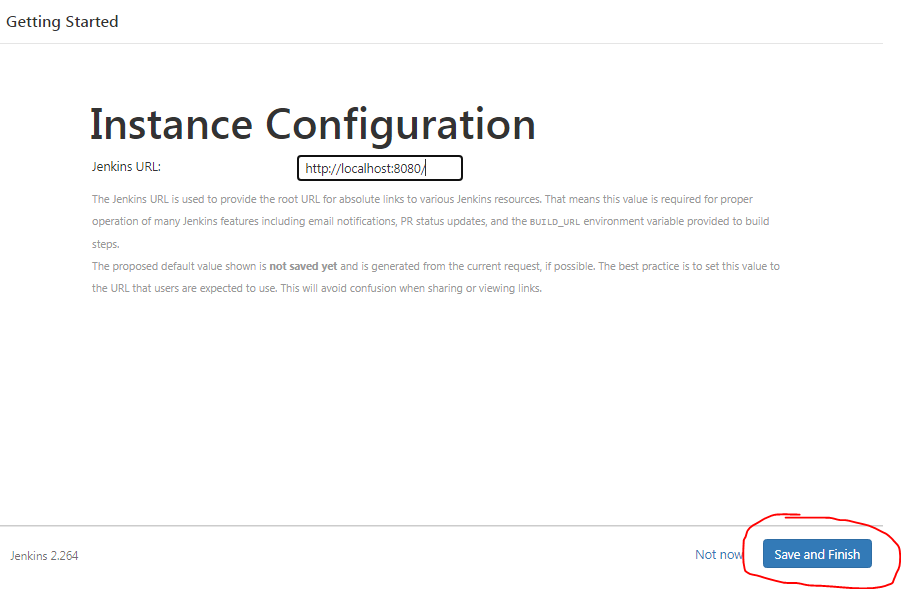 Getting Started
Instance Configuration
Jenkins URL: http://localhost:8080/
The Jenkins URL is used to provide the root URL for absolute links to various Jenkins resources. That means this value is required for proper
operation of many Jenkins features including email notifications, PR status updates, and the BUILD_URL environment variable provided to build
steps.
The proposed default value shown is not saved yet and is generated from the current request, if possible. The best practice is to set this value to
the URL that users are expected to use. This will avoid confusion when sharing or viewing links.
Jenkins 2.264 Not now Save and Finish